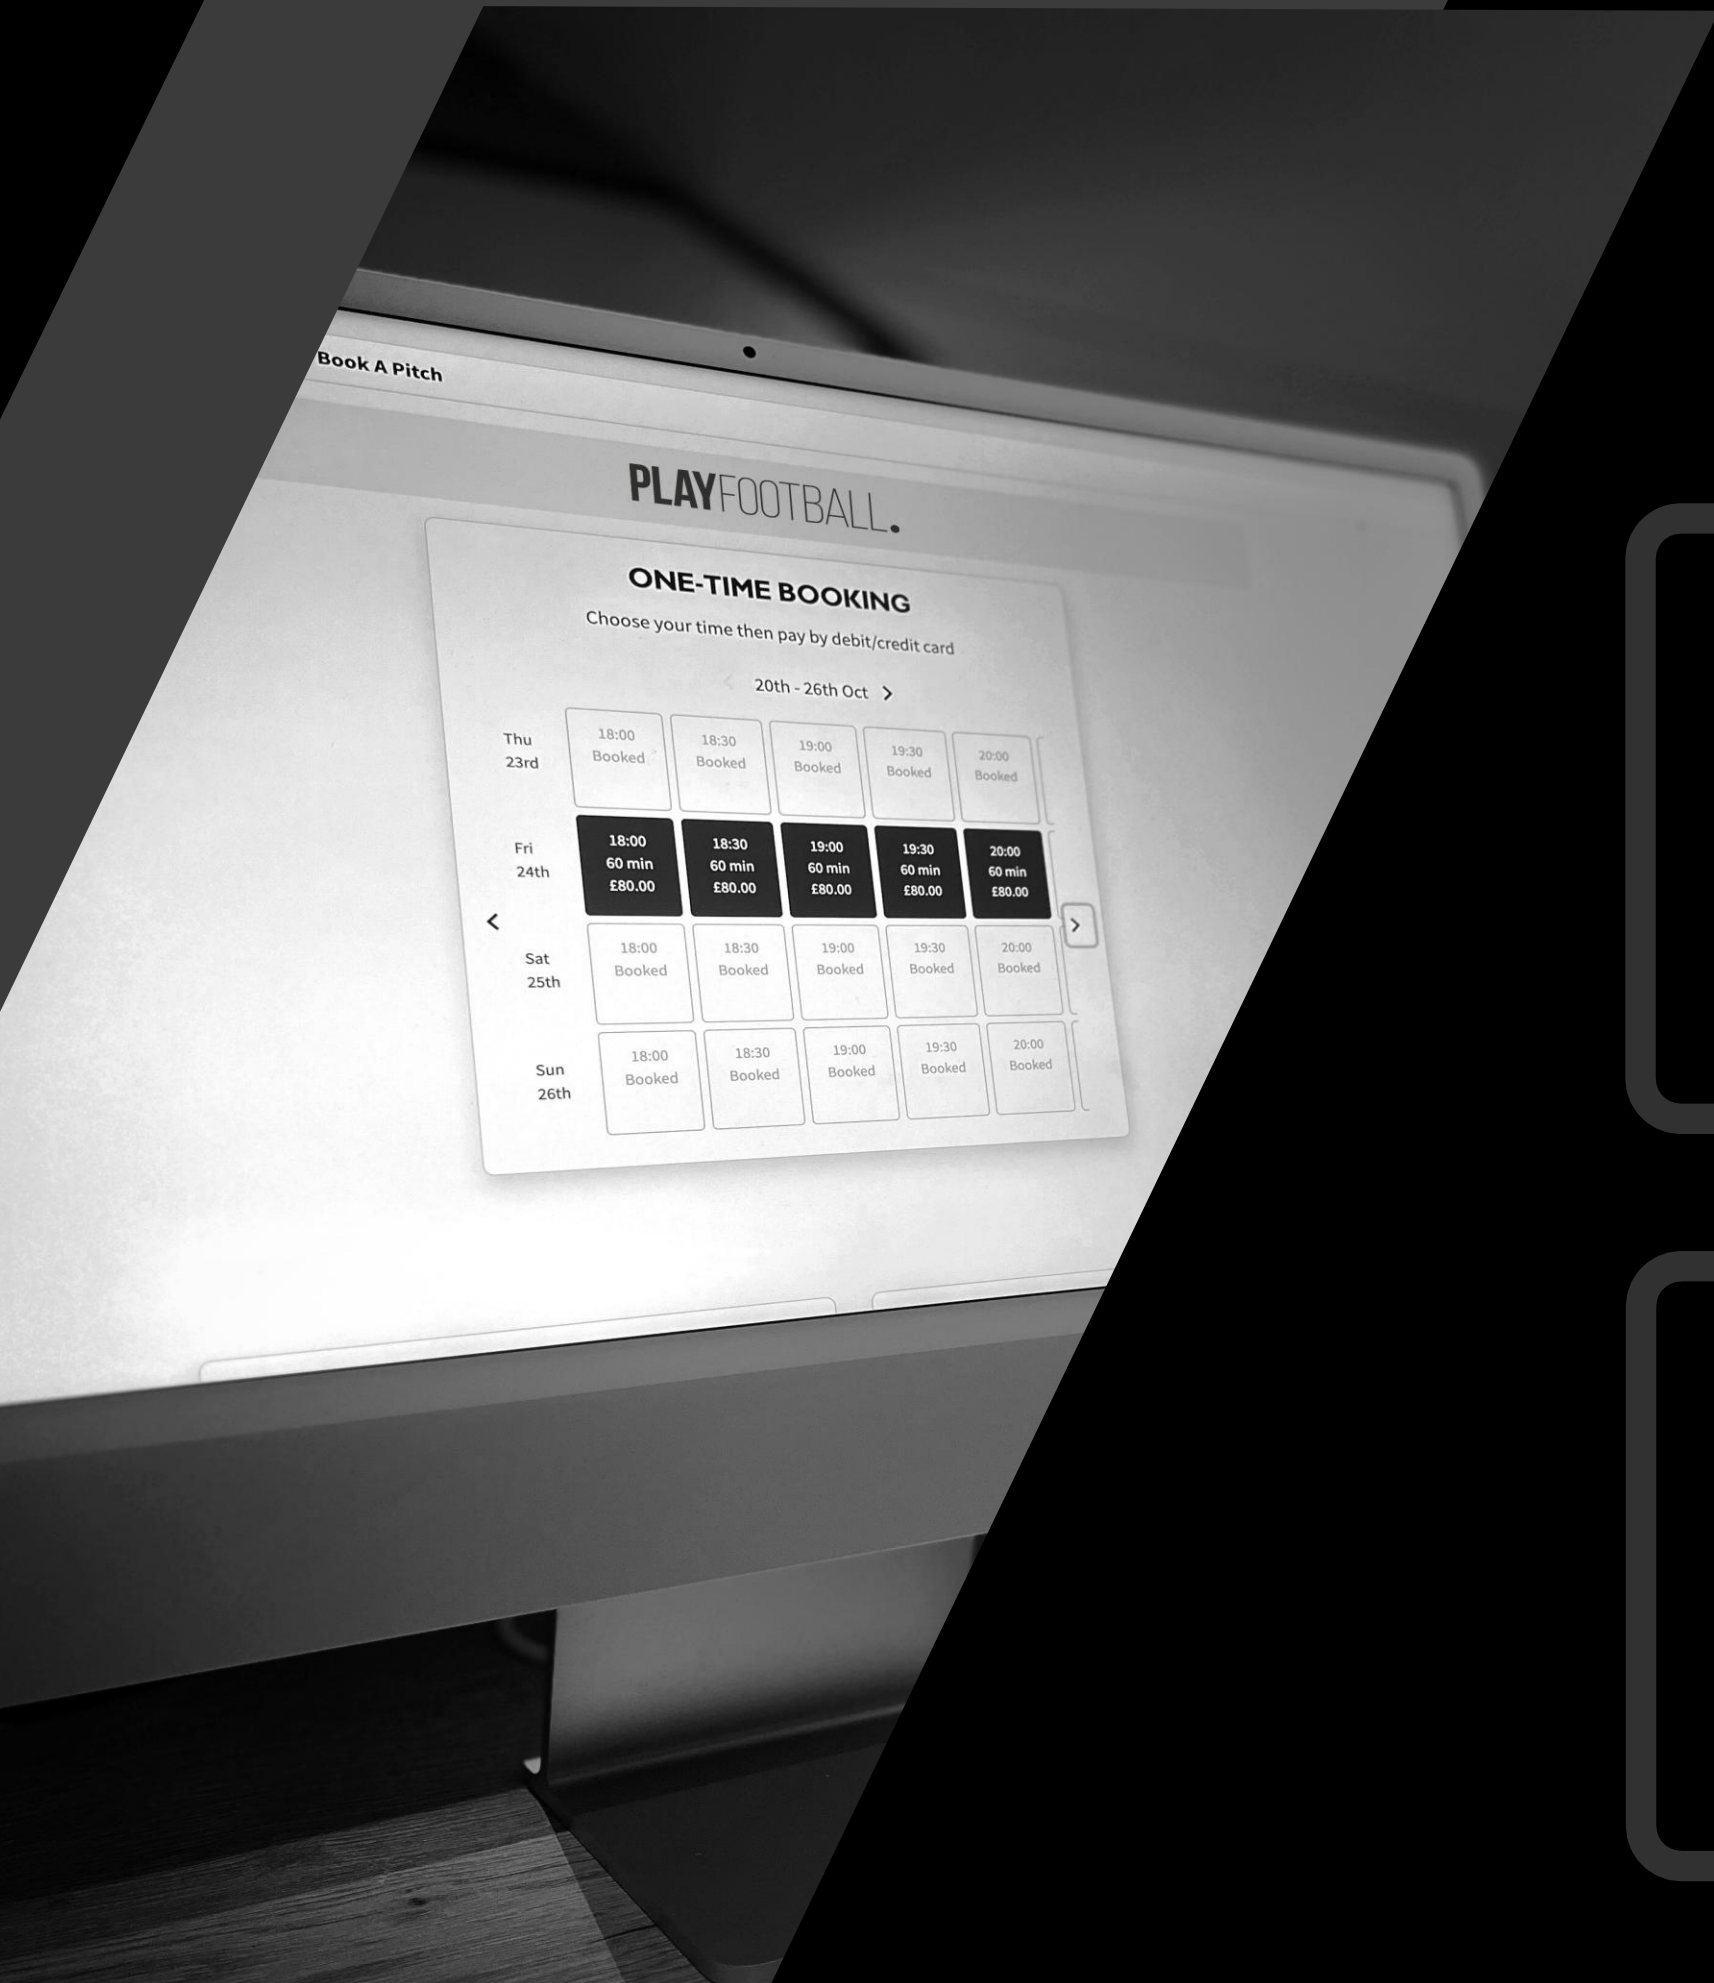 Book A Pitch
PLAYFOOTBALL.
ONE-TIME BOOKING
Choose your time then pay by debit/credit card
20th - 26th Oct
Thu
23rd
18:00
Booked
18:30
Booked
19:00
Booked
19:30
Booked
20:00
Booked
Fri
24th
18:00
60 min
£80.00
18:30
60 min
£80.00
19:00
60 min
£80.00
19:30
60 min
£80.00
20:00
60 min
£80.00
Sat
25th
18:00
Booked
18:30
Booked
19:00
Booked
19:30
Booked
20:00
Booked
Sun
26th
18:00
Booked
18:30
Booked
19:00
Booked
19:30
Booked
20:00
Booked